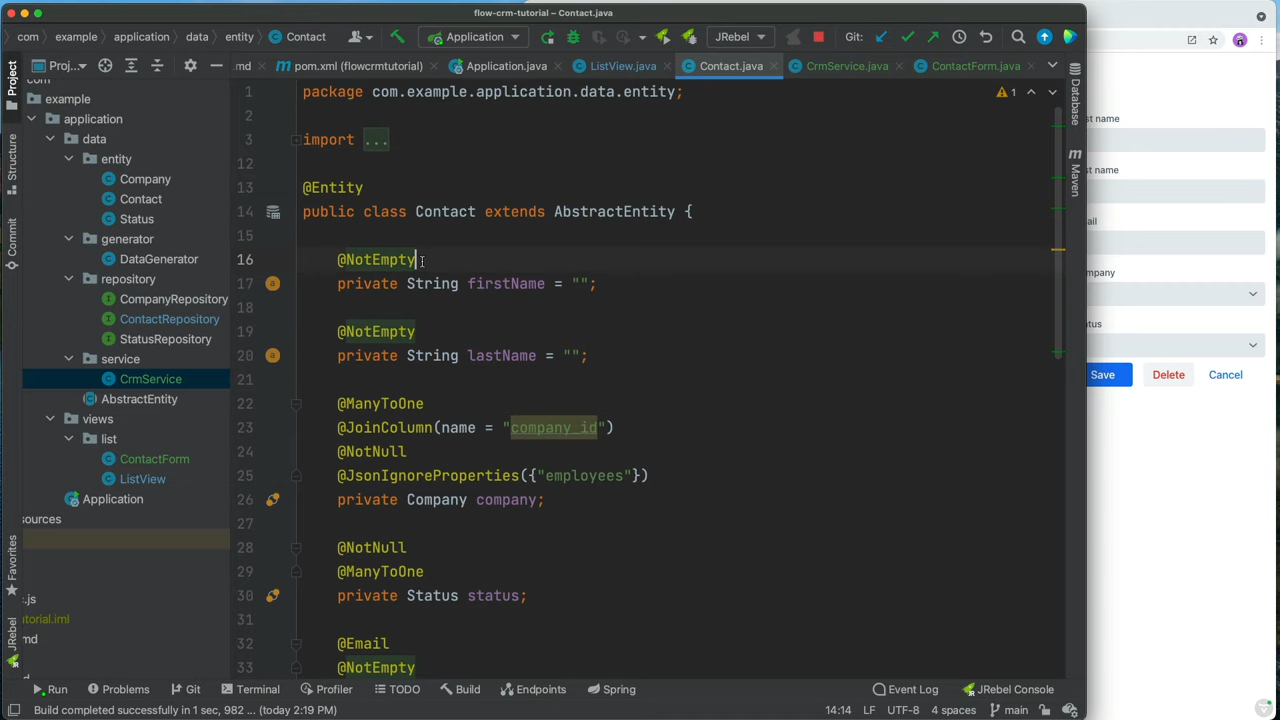 flow-crm-tutorial – Contact.java
com example application data entity Contact Application JRebel Git:
Proj... .md pom.xml (flowcrmtutorial) Application.java ListView.java Contact.java CrmService.java ContactForm.java
Project
Structure
Commit
Favorites
JRebel
example
application
data
entity
Company
Contact
Status
generator
DataGenerator
repository
CompanyRepository
ContactRepository
StatusRepository
service
CrmService
AbstractEntity
views
list
ContactForm
ListView
Application
sources
.js
utorial.iml
md
1 package com.example.application.data.entity;
2
3 import ...
12
13 @Entity
14 public class Contact extends AbstractEntity {
15
16 @NotEmpty
17 private String firstName = "";
18
19 @NotEmpty
20 private String lastName = "";
21
22 @ManyToOne
23 @JoinColumn(name = "company_id")
24 @NotNull
25 @JsonIgnoreProperties({"employees"})
26 private Company company;
27
28 @NotNull
29 @ManyToOne
30 private Status status;
31
32 @Email
33 @NotEmpty
1
Database
Maven
st name
st name
ail
ompany
atus
Save Delete Cancel
Run Problems Git Terminal Profiler TODO Build Endpoints Spring Event Log JRebel Console
Build completed successfully in 1 sec, 982 ... (today 2:19 PM) 14:14 LF UTF-8 4 spaces main